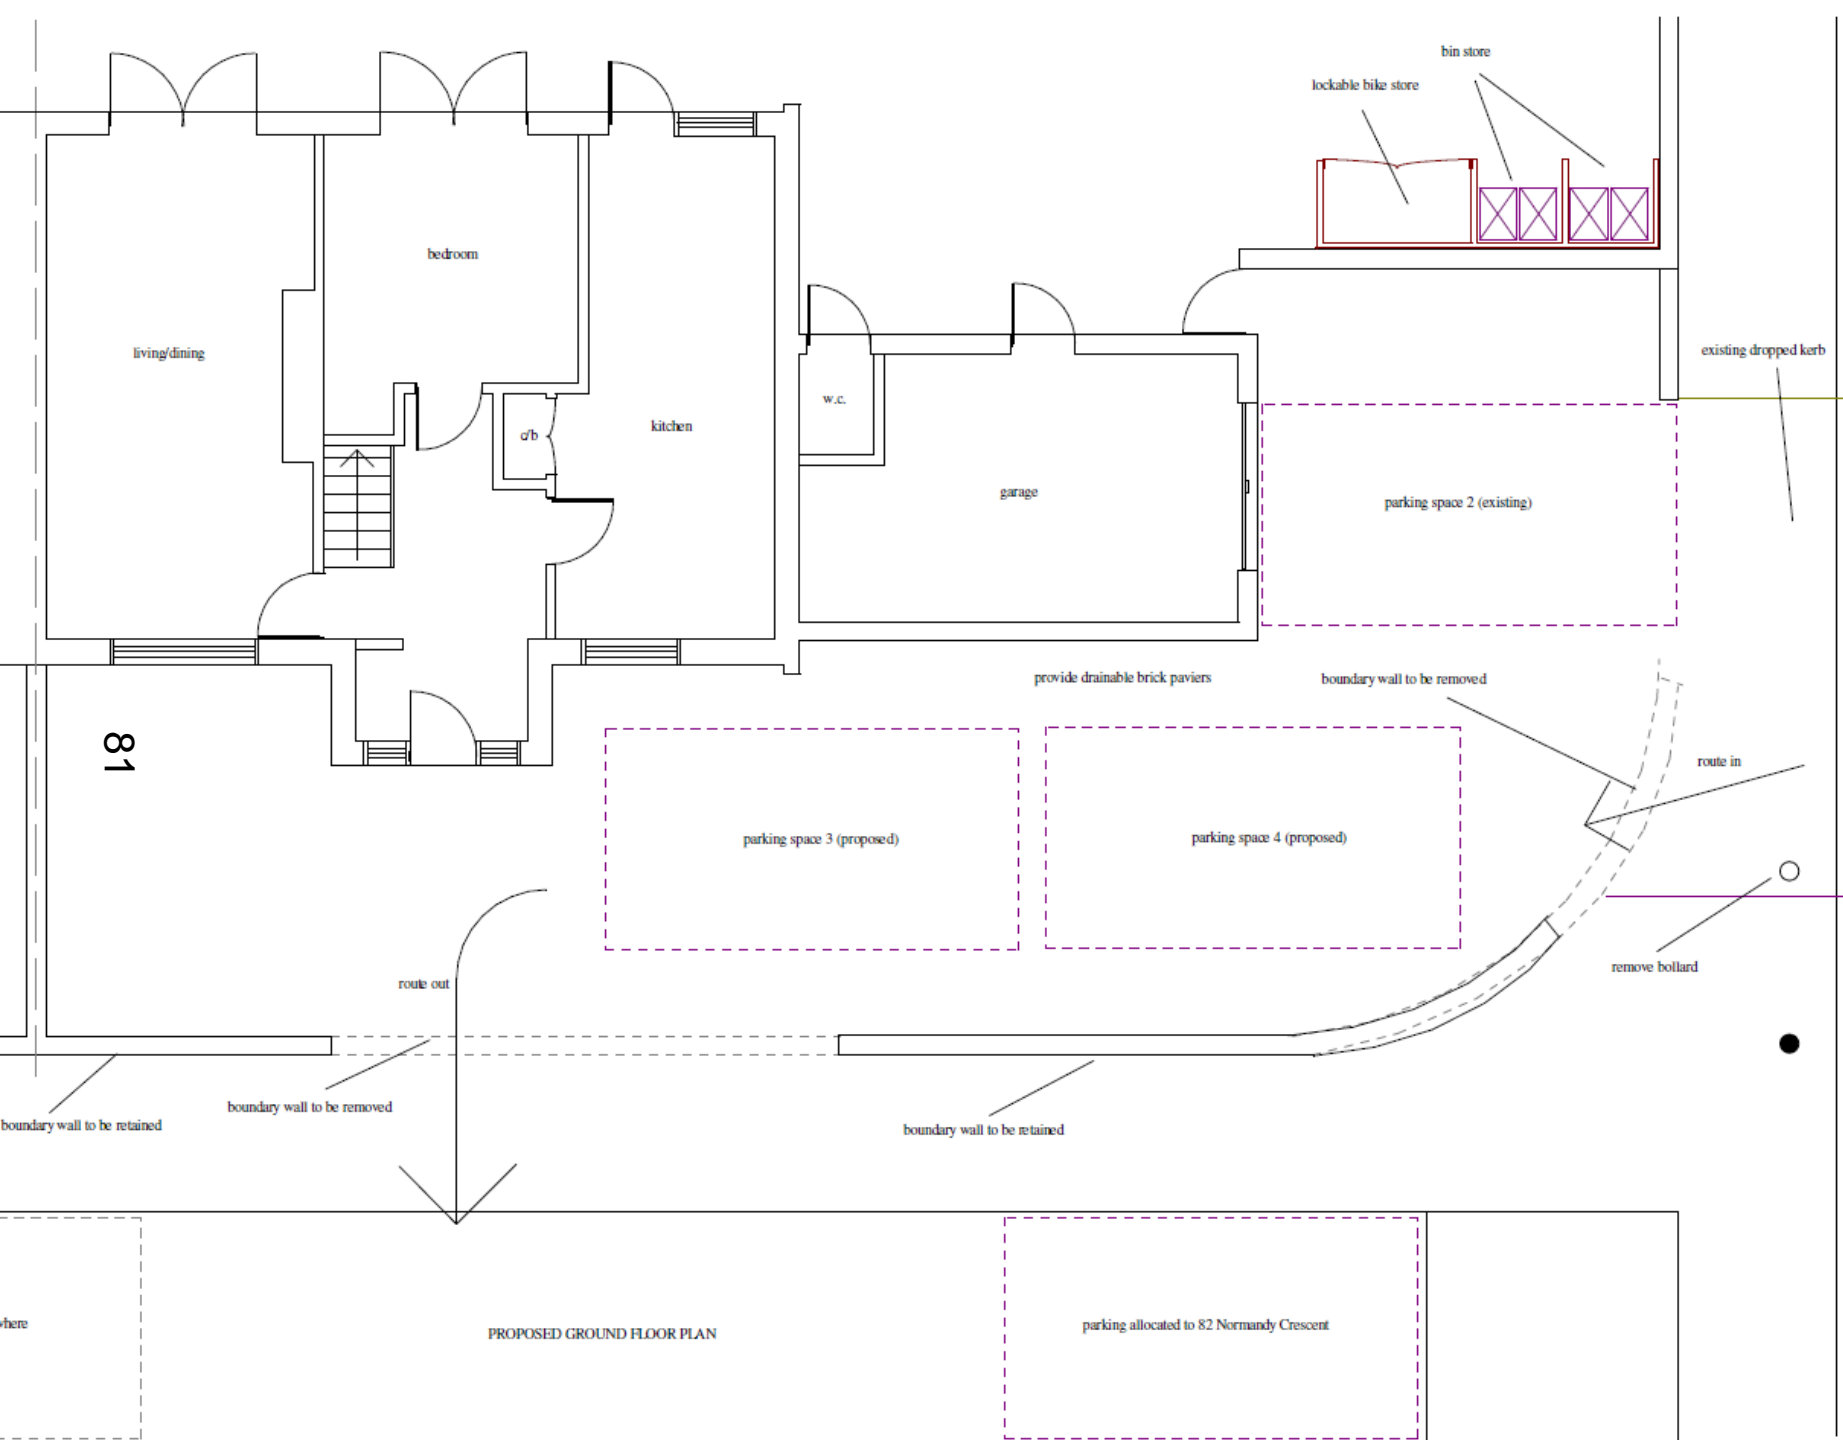 bin store
lockable bike store
bedroom
living/dining
existing dropped kerb
w.c.
kitchen
c/b
garage
parking space 2 (existing)
provide drainable brick paviers
boundary wall to be removed
81
route in
parking space 3 (proposed)
parking space 4 (proposed)
remove bollard
route out
boundary wall to be removed
boundary wall to be retained
boundary wall to be retained
where
PROPOSED GROUND FLOOR PLAN
parking allocated to 82 Normandy Crescent